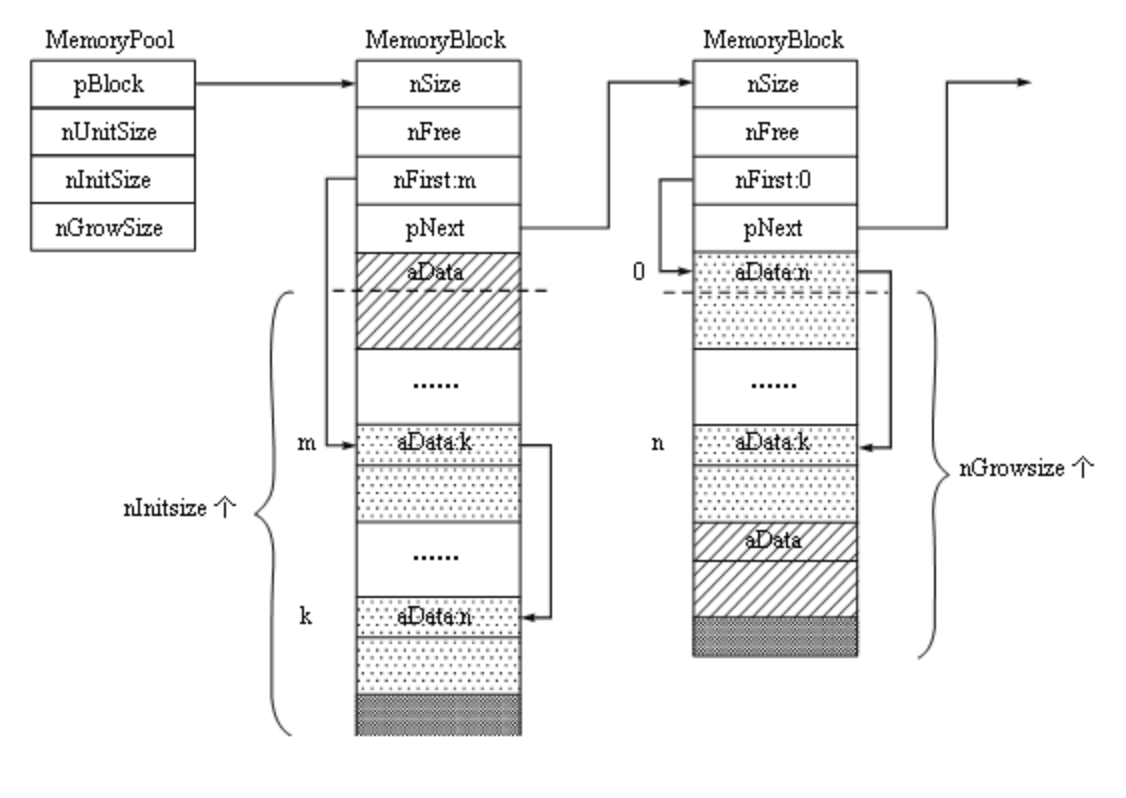 MemoryPool
pBlock
nUnitSize
nInitSize
nGrowSize
MemoryBlock
nSize
nFree
nFirst:m
pNext
aData
......
m
aData:k
nInitsize 个
......
k
aData:n
MemoryBlock
nSize
nFree
nFirst:0
pNext
0
aData:n
......
n
aData:k
nGrowsize 个
aData